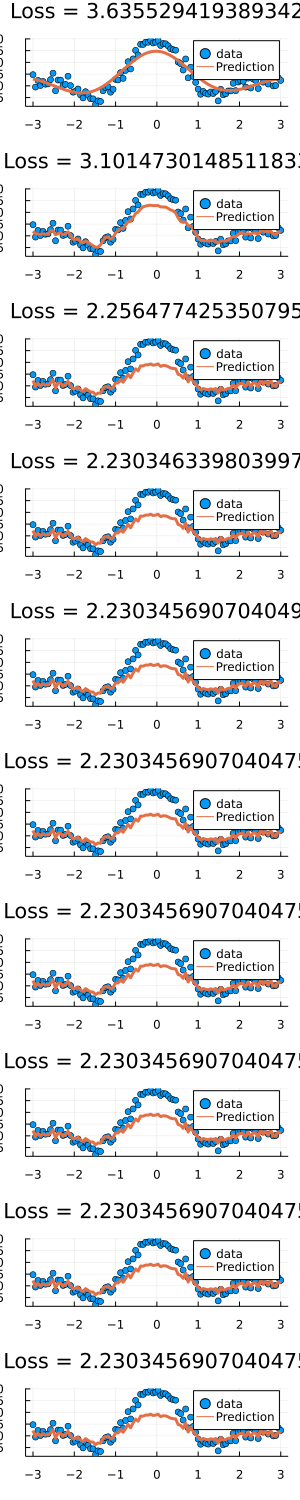 Loss = 3.635529419389342
data
Prediction
−3 −2 −1 0 1 2 3
Loss = 3.1014730148511833
data
Prediction
−3 −2 −1 0 1 2 3
Loss = 2.256477425350795
data
Prediction
−3 −2 −1 0 1 2 3
Loss = 2.230346339803997
data
Prediction
−3 −2 −1 0 1 2 3
Loss = 2.230345690704049
data
Prediction
−3 −2 −1 0 1 2 3
Loss = 2.2303456907040475
data
Prediction
−3 −2 −1 0 1 2 3
Loss = 2.2303456907040475
data
Prediction
−3 −2 −1 0 1 2 3
Loss = 2.2303456907040475
data
Prediction
−3 −2 −1 0 1 2 3
Loss = 2.2303456907040475
data
Prediction
−3 −2 −1 0 1 2 3
Loss = 2.2303456907040475
data
Prediction
−3 −2 −1 0 1 2 3